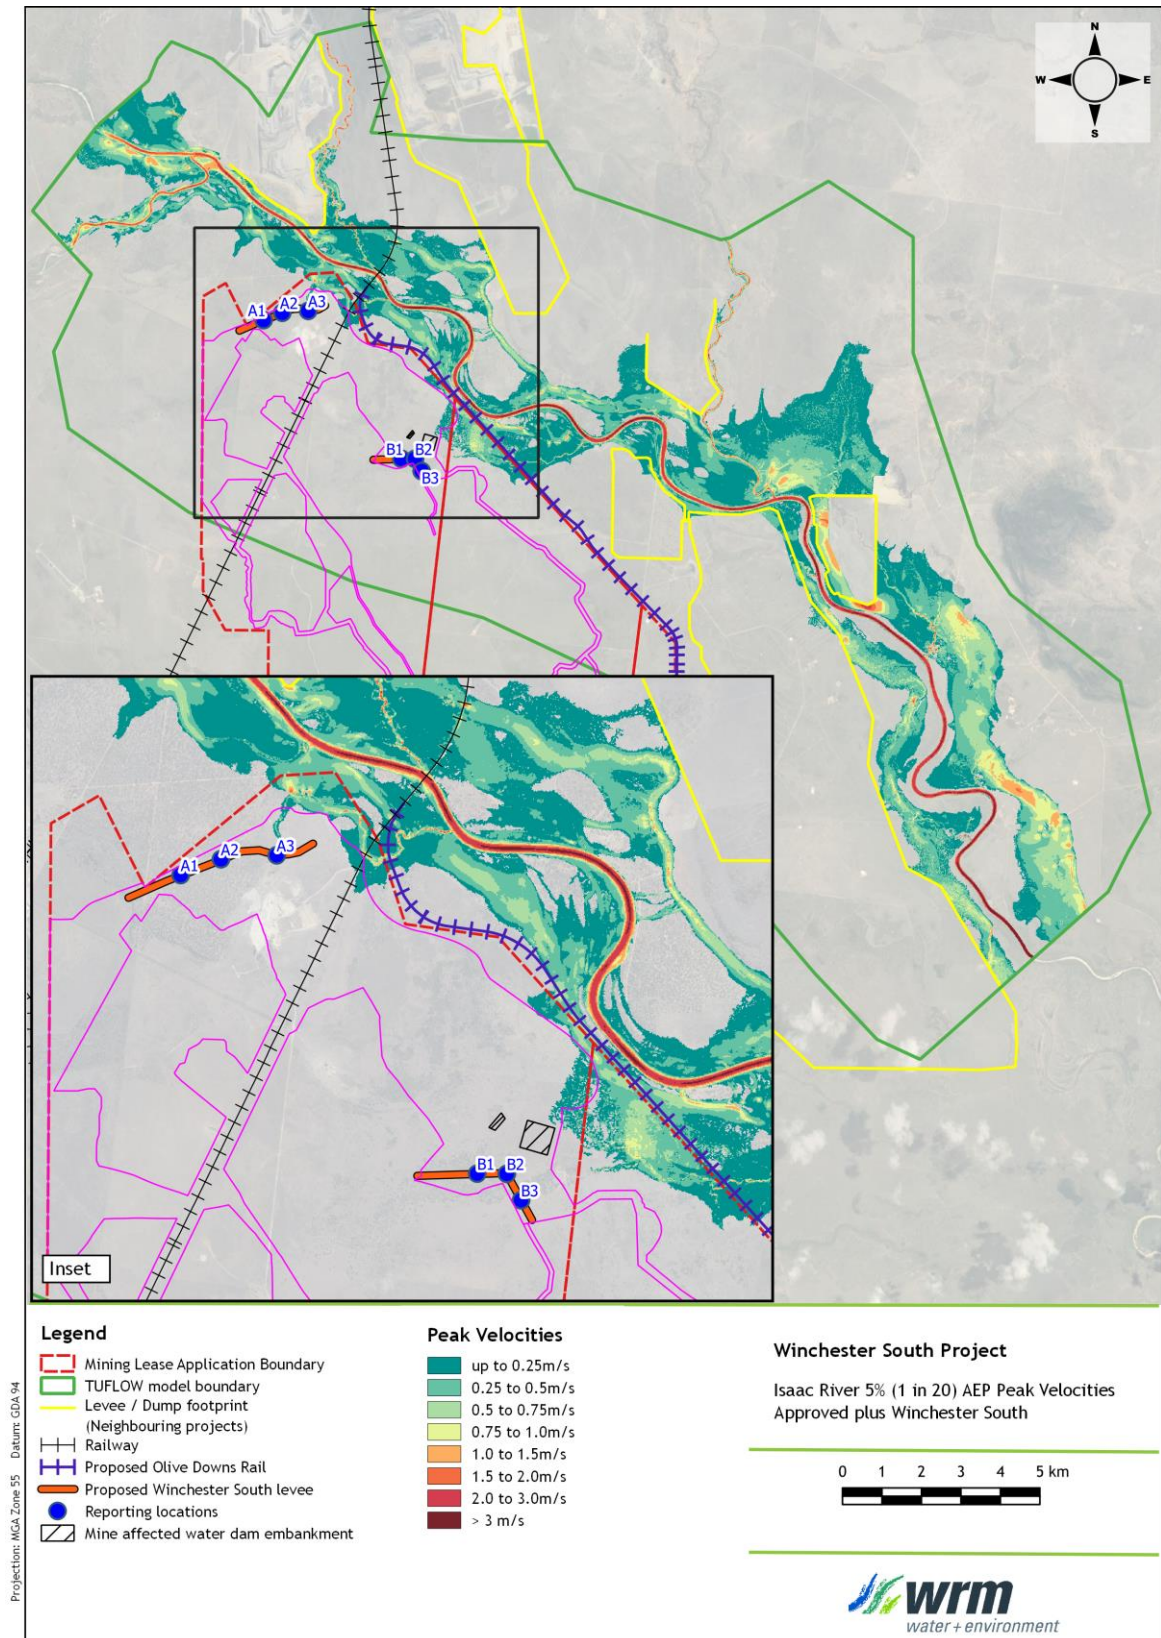 N
W E
S
A1 A2 A3
B1 B2
B3
A1 A2 A3
B1 B2
B3
Inset
Legend
Mining Lease Application Boundary
TUFLOW model boundary
Levee / Dump footprint
(Neighbouring projects)
Railway
Proposed Olive Downs Rail
Proposed Winchester South levee
Reporting locations
Mine affected water dam embankment
Peak Velocities
up to 0.25m/s
0.25 to 0.5m/s
0.5 to 0.75m/s
0.75 to 1.0m/s
1.0 to 1.5m/s
1.5 to 2.0m/s
2.0 to 3.0m/s
> 3 m/s
Winchester South Project
Isaac River 5% (1 in 20) AEP Peak Velocities
Approved plus Winchester South
0 1 2 3 4 5 km
wrm
water + environment
Projection: MGA Zone 55 Datum: GDA 94